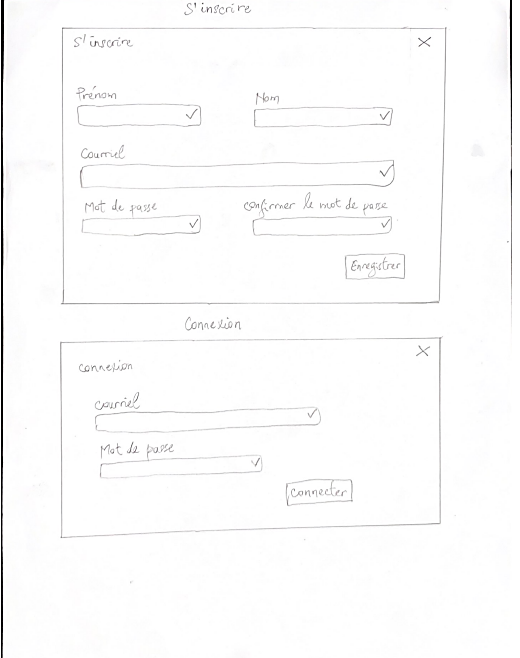 S'inscrire
S'inscrire
Prénom Nom
Courriel
Mot de passe confirmer le mot de passe
Enregistrer
Connexion
connexion
courriel
Mot de passe
connecter